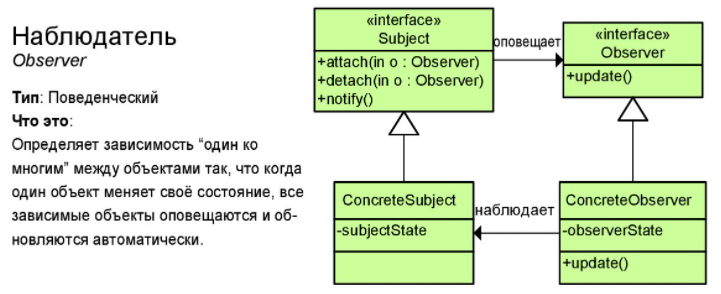 Наблюдатель
Observer
Тип: Поведенческий
Что это:
Определяет зависимость “один ко
многим” между объектами так, что когда
один объект меняет своё состояние, все
зависимые объекты оповещаются и об-
новляются автоматически.
«interface»
Subject
+attach(in o : Observer)
+detach(in o : Observer)
+notify()
оповещает
«interface»
Observer
+update()
ConcreteSubject
-subjectState
наблюдает
ConcreteObserver
-observerState
+update()